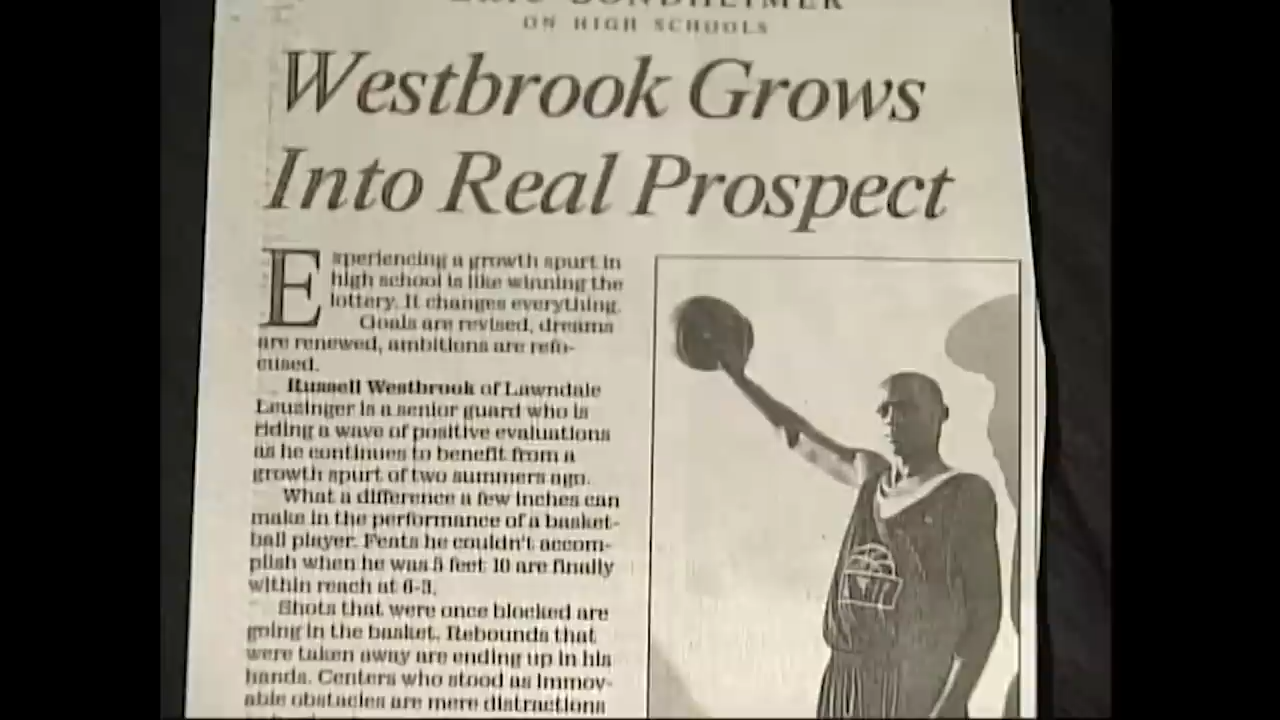 ERIC SONDHEIMER
ON HIGH SCHOOLS
Westbrook Grows
Into Real Prospect
Experiencing a growth spurt in
high school is like winning the
lottery. It changes everything.
Goals are revised, dreams
are renewed, ambitions are refo-
cused.
Russell Westbrook of Lawndale
Leuzinger is a senior guard who is
riding a wave of positive evaluations
as he continues to benefit from a
growth spurt of two summers ago.
What a difference a few inches can
make in the performance of a basket-
ball player. Feats he couldn't accom-
plish when he was 5 feet 10 are finally
within reach at 6-3.
Shots that were once blocked are
going in the basket. Rebounds that
were taken away are ending up in his
hands. Centers who stood as immov-
able obstacles are mere distractions